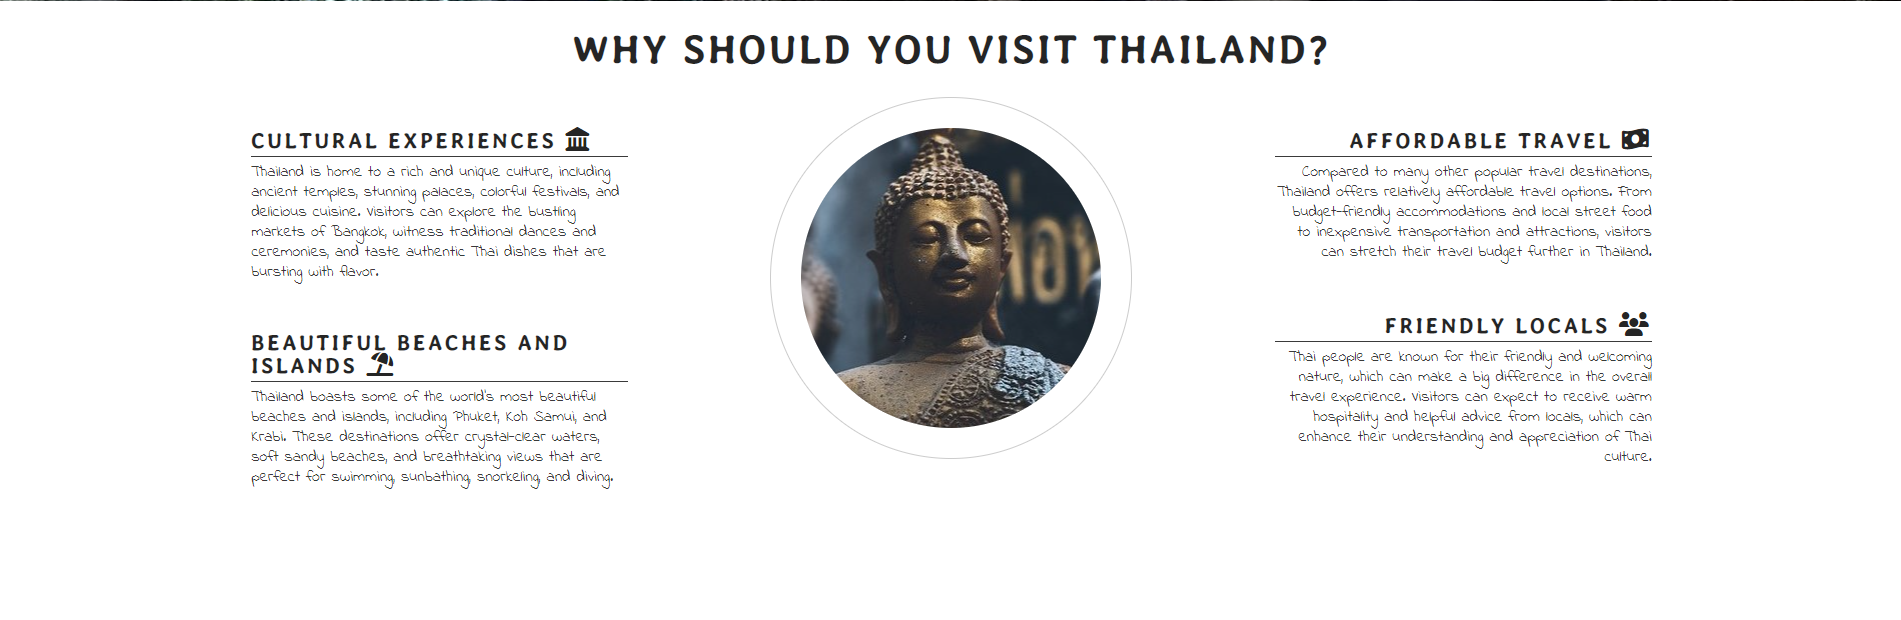 WHY SHOULD YOU VISIT THAILAND?
CULTURAL EXPERIENCES
Thailand is home to a rich and unique culture, including
ancient temples, stunning palaces, colorful festivals, and
delicious cuisine. Visitors can explore the bustling
markets of Bangkok, witness traditional dances and
ceremonies, and taste authentic Thai dishes that are
bursting with flavor.
BEAUTIFUL BEACHES AND
ISLANDS
Thailand boasts some of the world's most beautiful
beaches and islands, including Phuket, Koh Samui, and
Krabi. These destinations offer crystal-clear waters,
soft sandy beaches, and breathtaking views that are
perfect for swimming, sunbathing, snorkeling, and diving.
AFFORDABLE TRAVEL
Compared to many other popular travel destinations,
Thailand offers relatively affordable travel options. From
budget-friendly accommodations and local street food
to inexpensive transportation and attractions, visitors
can stretch their travel budget further in Thailand.
FRIENDLY LOCALS
Thai people are known for their friendly and welcoming
nature, which can make a big difference in the overall
travel experience. Visitors can expect to receive warm
hospitality and helpful advice from locals, which can
enhance their understanding and appreciation of Thai
culture.